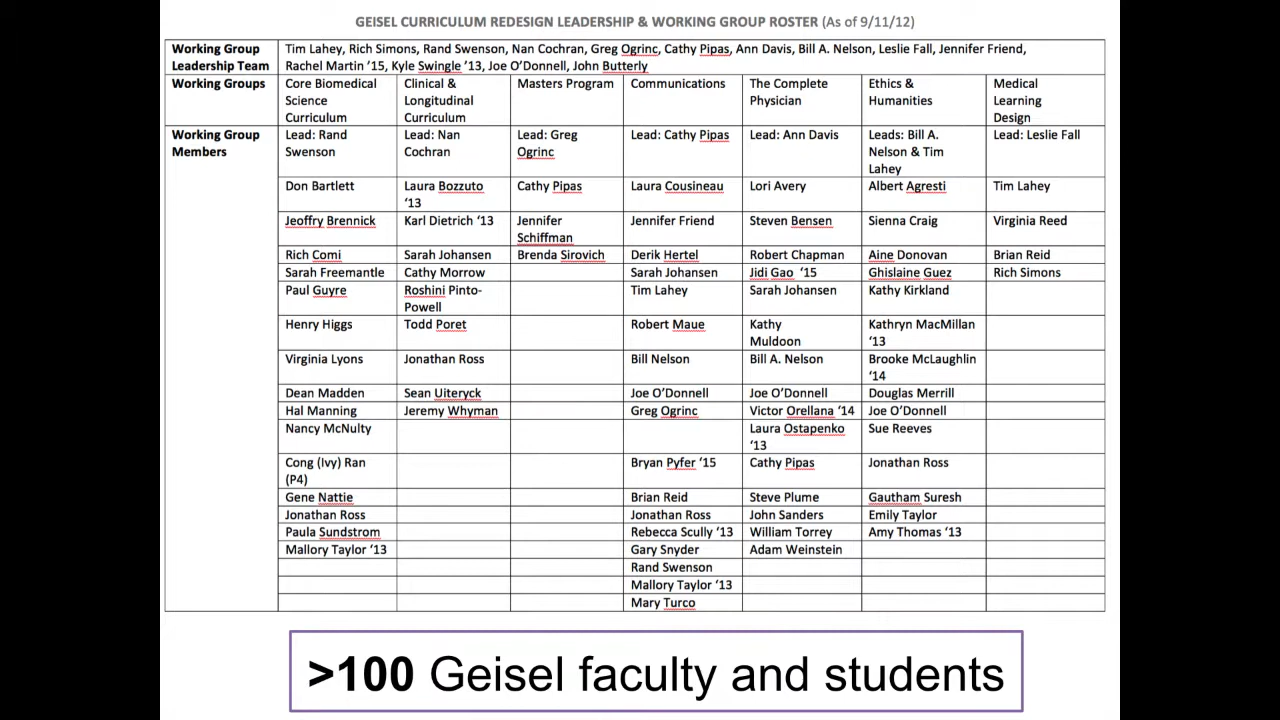 GEISEL CURRICULUM REDESIGN LEADERSHIP & WORKING GROUP ROSTER (As of 9/11/12)
Working Group Leadership Team
Tim Lahey, Rich Simons, Rand Swenson, Nan Cochran, Greg Ogrinc, Cathy Pipas, Ann Davis, Bill A. Nelson, Leslie Fall, Jennifer Friend,
Rachel Martin ’15, Kyle Swingle ’13, Joe O’Donnell, John Butterly
Working Groups
Core Biomedical Science Curriculum
Clinical & Longitudinal Curriculum
Masters Program
Communications
The Complete Physician
Ethics & Humanities
Medical Learning Design
Working Group Members
Lead: Rand Swenson
Lead: Nan Cochran
Lead: Greg Ogrinc
Lead: Cathy Pipas
Lead: Ann Davis
Leads: Bill A. Nelson & Tim Lahey
Lead: Leslie Fall
Don Bartlett
Laura Bozzuto ‘13
Cathy Pipas
Laura Cousineau
Lori Avery
Albert Agresti
Tim Lahey
Jeoffry Brennick
Karl Dietrich ‘13
Jennifer Schiffman
Jennifer Friend
Steven Bensen
Sienna Craig
Virginia Reed
Rich Comi
Sarah Johansen
Brenda Sirovich
Derik Hertel
Robert Chapman
Aine Donovan
Brian Reid
Sarah Freemantle
Cathy Morrow
Sarah Johansen
Jidi Gao ‘15
Ghislaine Guez
Rich Simons
Paul Guyre
Roshini Pinto-Powell
Tim Lahey
Sarah Johansen
Kathy Kirkland
Henry Higgs
Todd Poret
Robert Maue
Kathy Muldoon
Kathryn MacMillan ‘13
Virginia Lyons
Jonathan Ross
Bill Nelson
Bill A. Nelson
Brooke McLaughlin ‘14
Dean Madden
Sean Uiteryck
Joe O’Donnell
Joe O’Donnell
Douglas Merrill
Hal Manning
Jeremy Whyman
Greg Ogrinc
Victor Orellana ‘14
Joe O’Donnell
Nancy McNulty
Laura Ostapenko ‘13
Sue Reeves
Cong (Ivy) Ran (P4)
Bryan Pyfer ‘15
Cathy Pipas
Jonathan Ross
Gene Nattie
Brian Reid
Steve Plume
Gautham Suresh
Jonathan Ross
Jonathan Ross
John Sanders
Emily Taylor
Paula Sundstrom
Rebecca Scully ‘13
William Torrey
Amy Thomas ‘13
Mallory Taylor ‘13
Gary Snyder
Adam Weinstein
Rand Swenson
Mallory Taylor ‘13
Mary Turco
>100 Geisel faculty and students